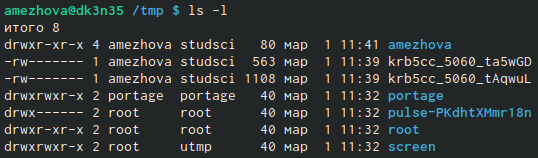 amezhova@dk3n35 /tmp $ ls -l
итого 8
drwxr-xr-x 4 amezhova studsci   80 мар  1 11:41 amezhova
-rw------- 1 amezhova studsci  563 мар  1 11:39 krb5cc_5060_ta5wGD
-rw------- 1 amezhova studsci 1108 мар  1 11:39 krb5cc_5060_tAqwuL
drwxrwxr-x 2 portage  portage   40 мар  1 11:32 portage
drwx------ 2 root     root      40 мар  1 11:32 pulse-PKdhtXMmr18n
drwxr-xr-x 2 root     root      40 мар  1 11:32 root
drwxrwxr-x 2 root     utmp      40 мар  1 11:32 screen